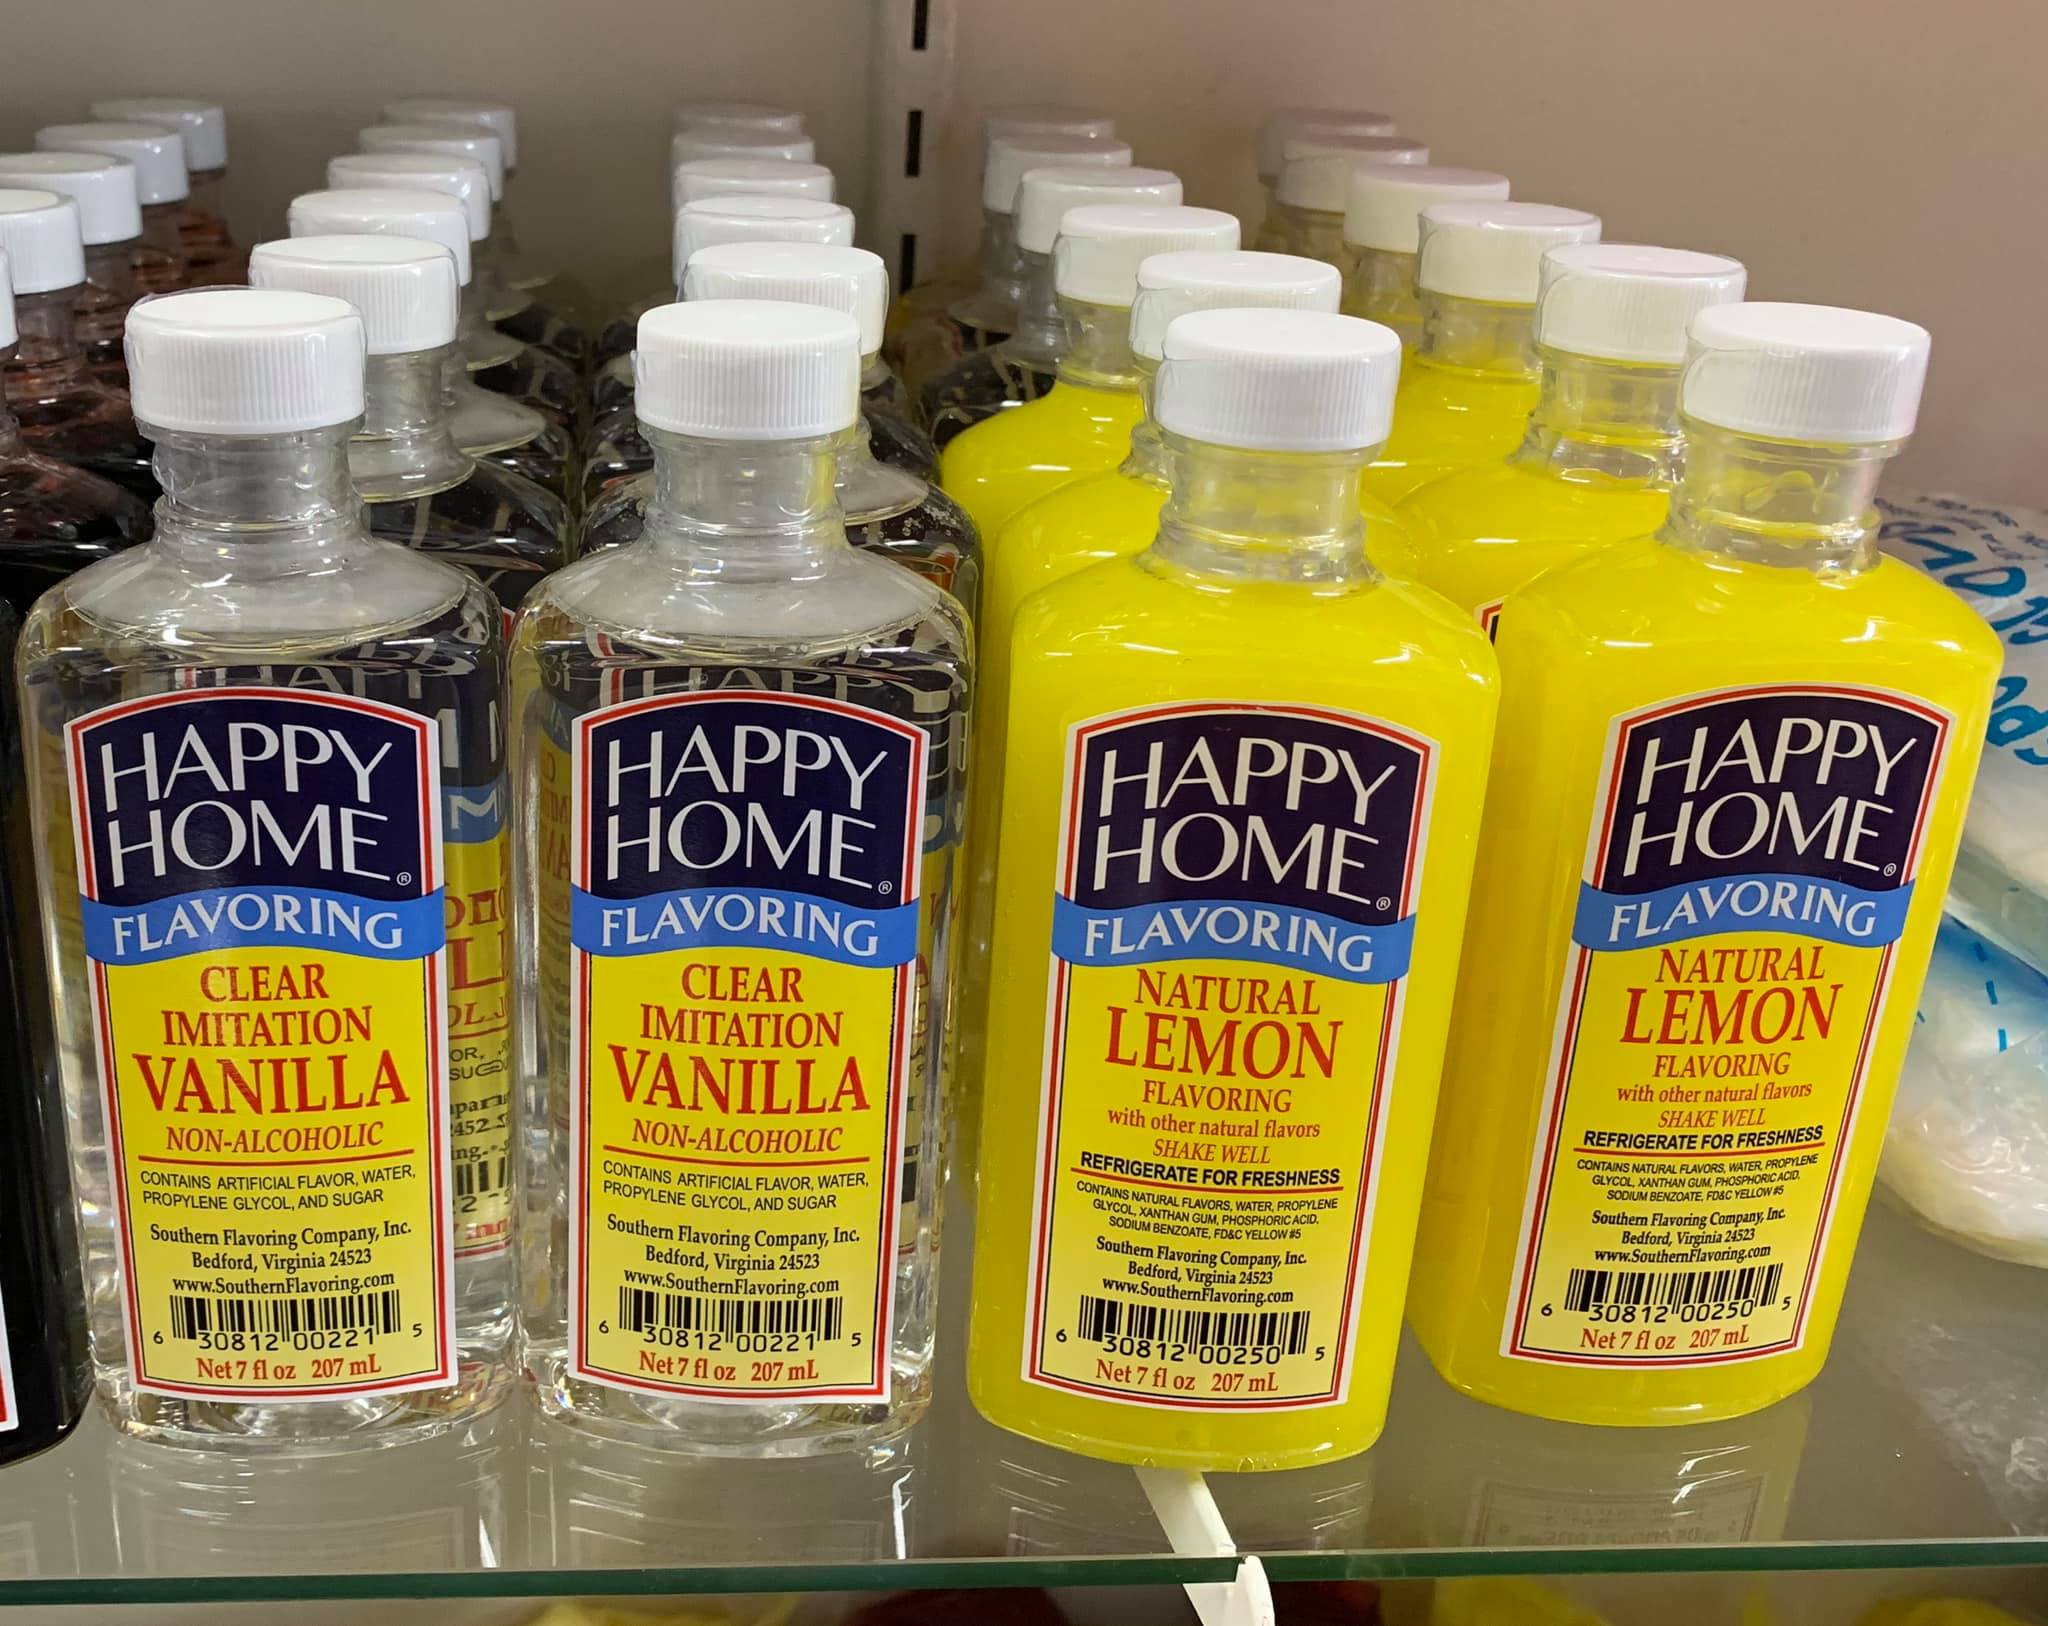 HAPPY
HOME®
FLAVORING
CLEAR
IMITATION
VANILLA
NON-ALCOHOLIC
CONTAINS ARTIFICIAL FLAVOR, WATER,
PROPYLENE GLYCOL, AND SUGAR
Southern Flavoring Company, Inc.
Bedford, Virginia 24523
www.SouthernFlavoring.com
6 30812 00221 5
Net 7 fl oz 207 mL
HAPPY
HOME®
FLAVORING
CLEAR
IMITATION
VANILLA
NON-ALCOHOLIC
CONTAINS ARTIFICIAL FLAVOR, WATER,
PROPYLENE GLYCOL, AND SUGAR
Southern Flavoring Company, Inc.
Bedford, Virginia 24523
www.SouthernFlavoring.com
6 30812 00221 5
Net 7 fl oz 207 mL
HAPPY
HOME®
FLAVORING
NATURAL
LEMON
FLAVORING
with other natural flavors
SHAKE WELL
REFRIGERATE FOR FRESHNESS
CONTAINS NATURAL FLAVORS, WATER, PROPYLENE
GLYCOL, XANTHAN GUM, PHOSPHORIC ACID,
SODIUM BENZOATE, FD&C YELLOW #5
Southern Flavoring Company, Inc.
Bedford, Virginia 24523
www.SouthernFlavoring.com
6 30812 00250 5
Net 7 fl oz 207 mL
HAPPY
HOME®
FLAVORING
NATURAL
LEMON
FLAVORING
with other natural flavors
SHAKE WELL
REFRIGERATE FOR FRESHNESS
CONTAINS NATURAL FLAVORS, WATER, PROPYLENE
GLYCOL, XANTHAN GUM, PHOSPHORIC ACID,
SODIUM BENZOATE, FD&C YELLOW #5
Southern Flavoring Company, Inc.
Bedford, Virginia 24523
www.SouthernFlavoring.com
6 30812 00250 5
Net 7 fl oz 207 mL